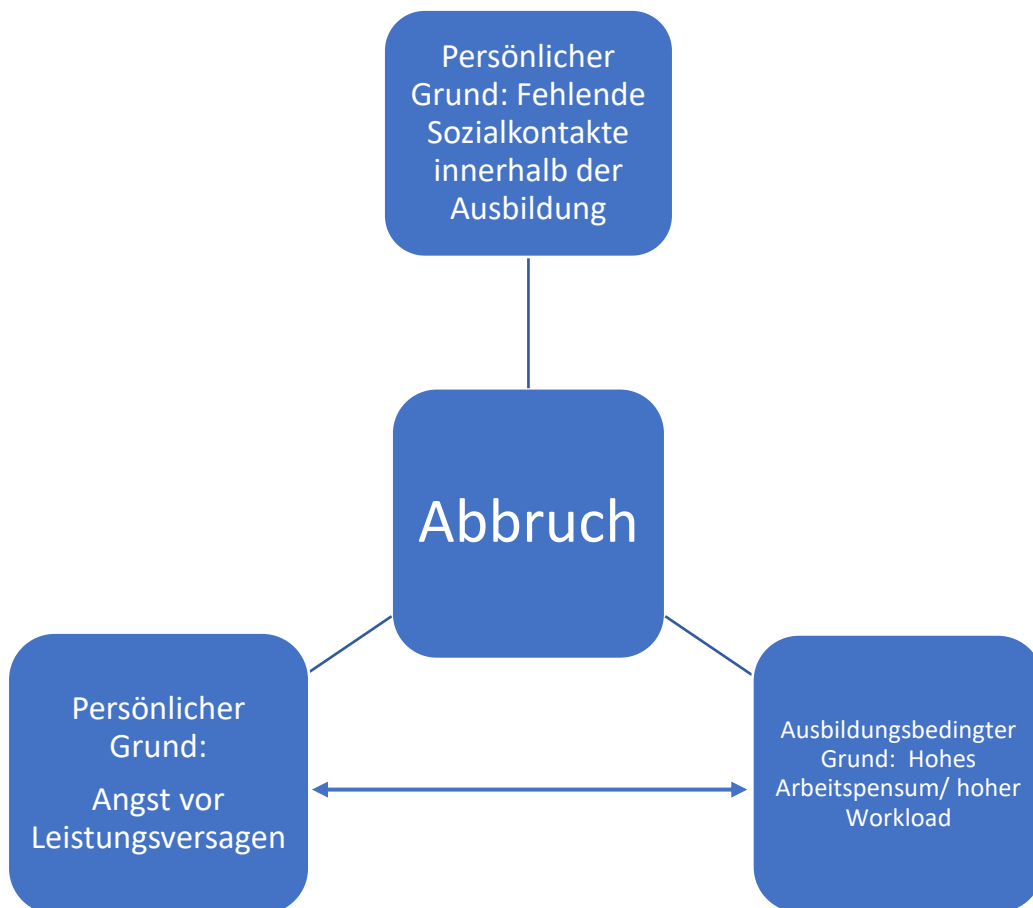 Persönlicher
Grund: Fehlende
Sozialkontakte
innerhalb der
Ausbildung
Abbruch
Persönlicher
Grund:
Angst vor
Leistungsversagen
Ausbildungsbedingter
Grund: Hohes
Arbeitspensum/ hoher
Workload